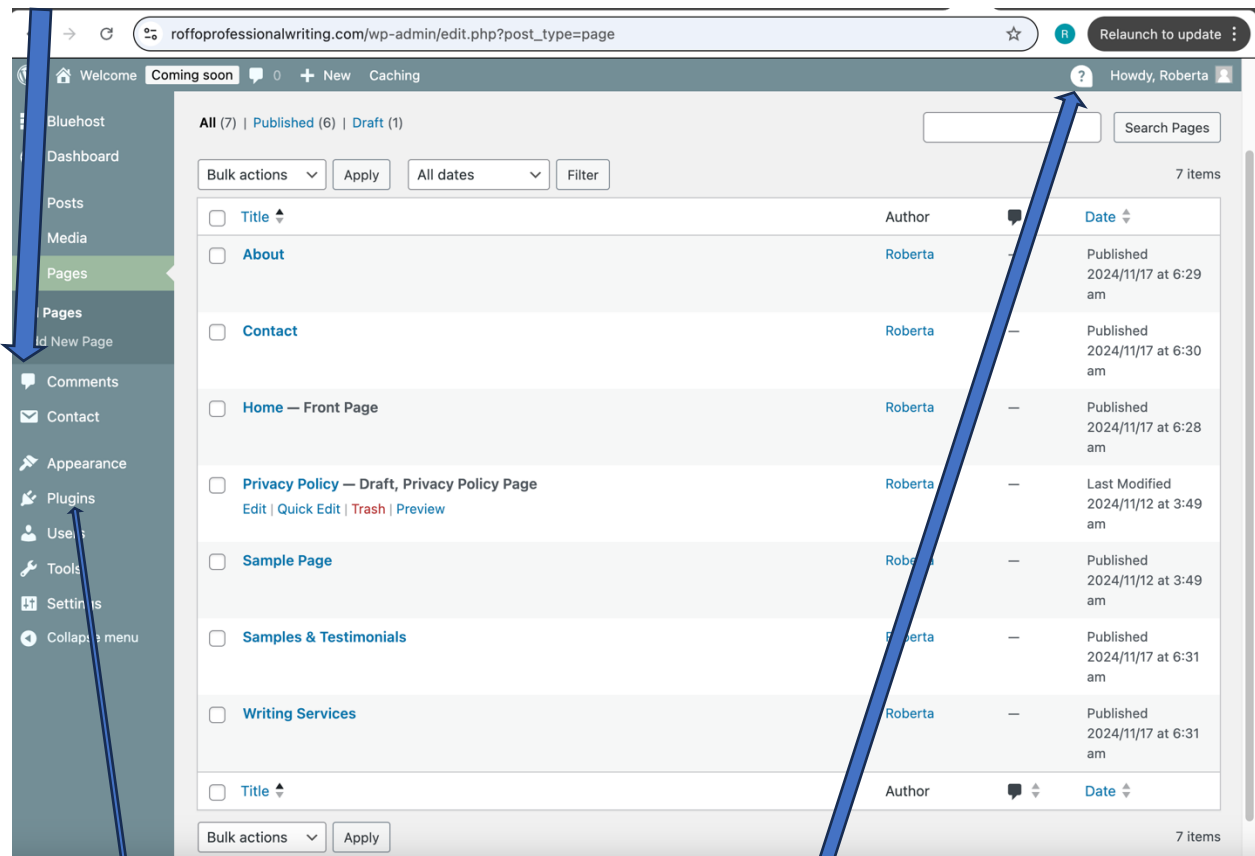 roffoprofessionalwriting.com/wp-admin/edit.php?post_type=page
R
Relaunch to update
Welcome Coming soon 0 + New Caching
? Howdy, Roberta
Bluehost
Dashboard
Posts
Media
Pages
Pages
New Page
Comments
Contact
Appearance
Plugins
Users
Tools
Settings
Collapse menu
All (7) | Published (6) | Draft (1)
Search Pages
Bulk actions Apply All dates Filter 7 items
Title Author Date
About Roberta — Published
2024/11/17 at 6:29
am
Contact Roberta — Published
2024/11/17 at 6:30
am
Home — Front Page Roberta — Published
2024/11/17 at 6:28
am
Privacy Policy — Draft, Privacy Policy Page Roberta — Last Modified
Edit | Quick Edit | Trash | Preview 2024/11/12 at 3:49
am
Sample Page Roberta — Published
2024/11/12 at 3:49
am
Samples & Testimonials Roberta — Published
2024/11/17 at 6:31
am
Writing Services Roberta — Published
2024/11/17 at 6:31
am
Title Author Date
Bulk actions Apply 7 items